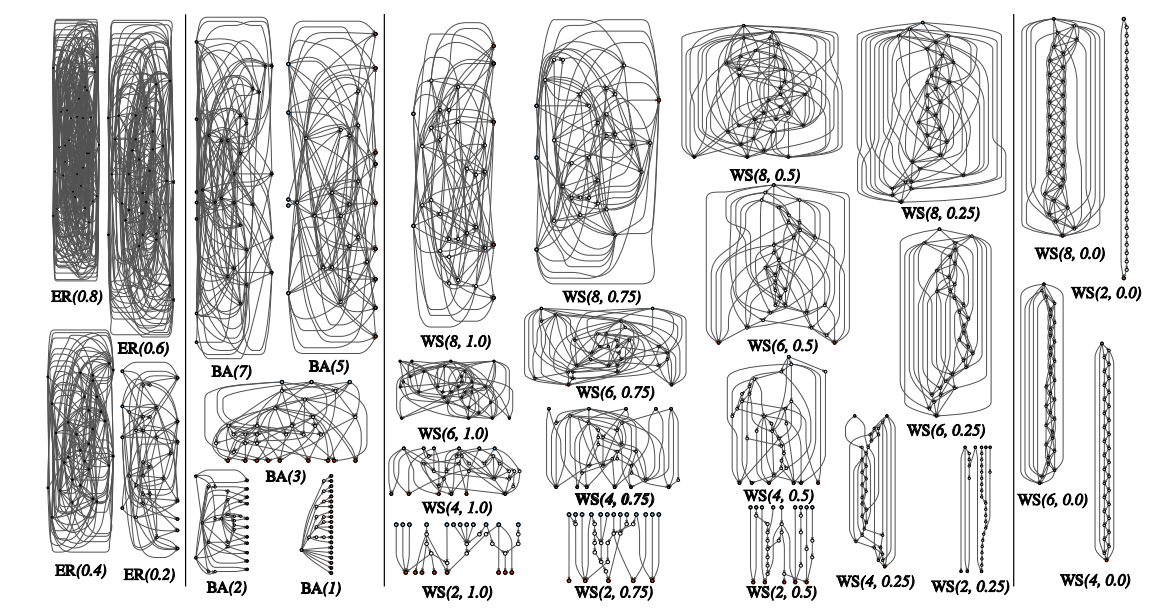 ER(0.8)
ER(0.6)
ER(0.4)
ER(0.2)
BA(7)
BA(5)
BA(3)
BA(2)
BA(1)
WS(8, 1.0)
WS(6, 1.0)
WS(4, 1.0)
WS(2, 1.0)
WS(8, 0.75)
WS(6, 0.75)
WS(4, 0.75)
WS(2, 0.75)
WS(8, 0.5)
WS(6, 0.5)
WS(4, 0.5)
WS(2, 0.5)
WS(8, 0.25)
WS(6, 0.25)
WS(4, 0.25)
WS(2, 0.25)
WS(8, 0.0)
WS(2, 0.0)
WS(6, 0.0)
WS(4, 0.0)